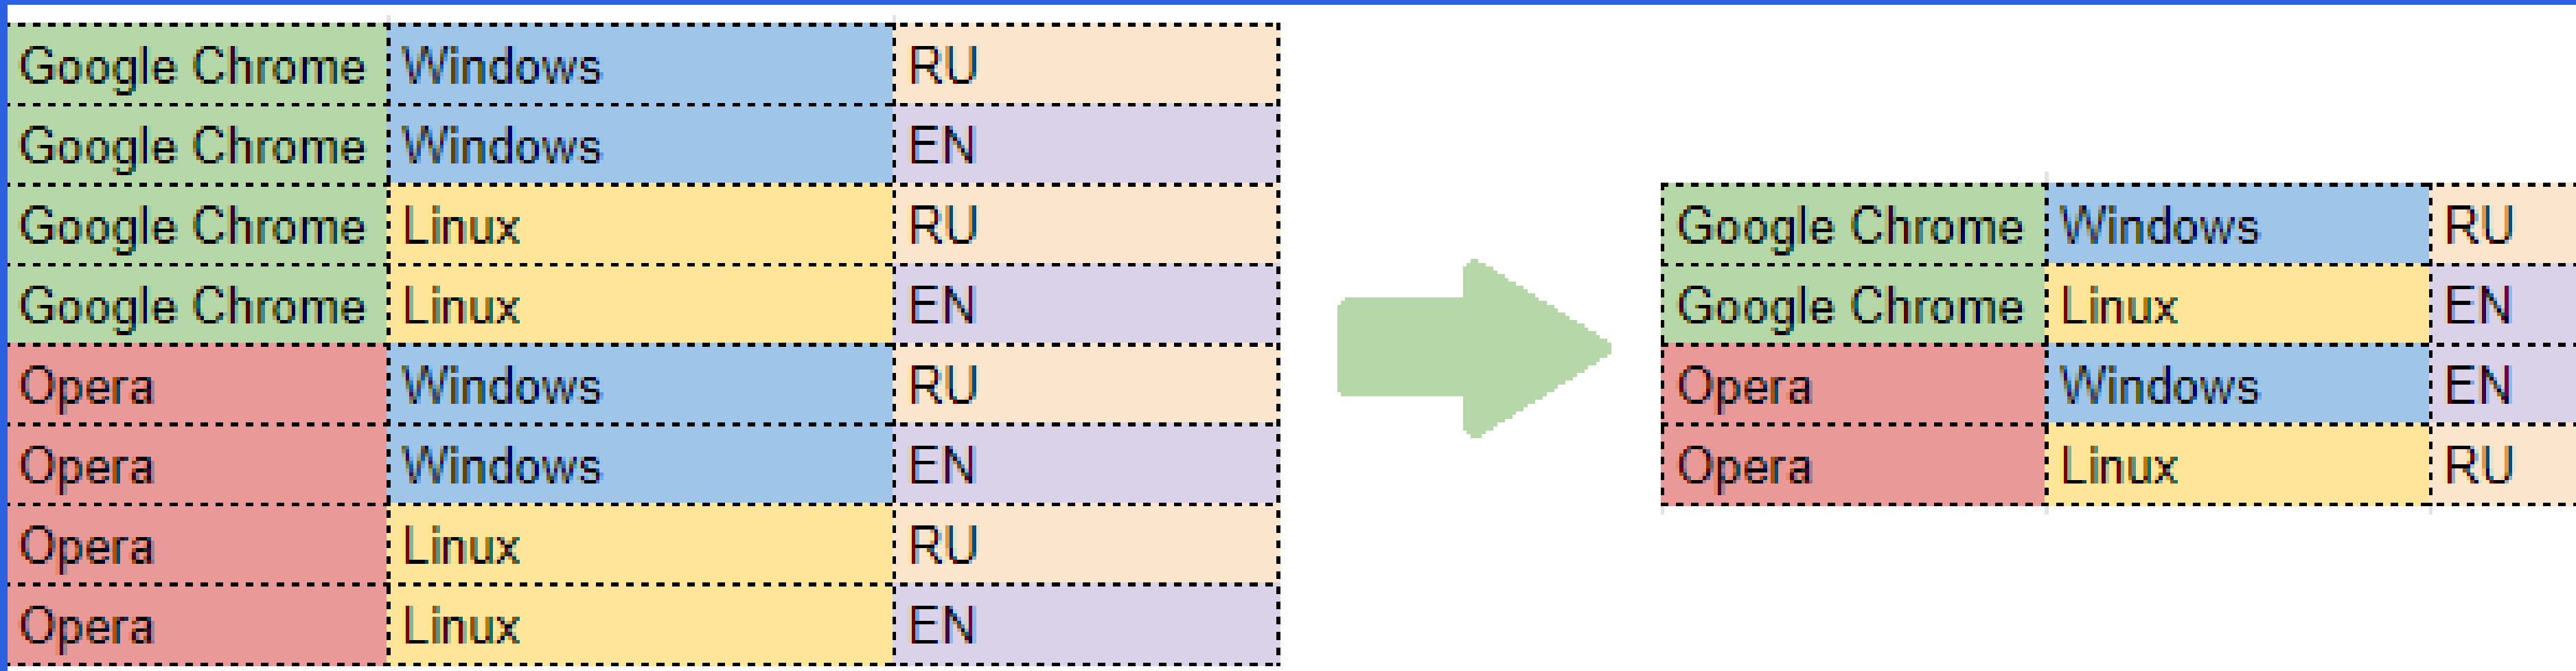 Google Chrome Windows RU
Google Chrome Windows EN
Google Chrome Linux RU
Google Chrome Linux EN
Opera Windows RU
Opera Windows EN
Opera Linux RU
Opera Linux EN
Google Chrome Windows RU
Google Chrome Linux EN
Opera Windows EN
Opera Linux RU